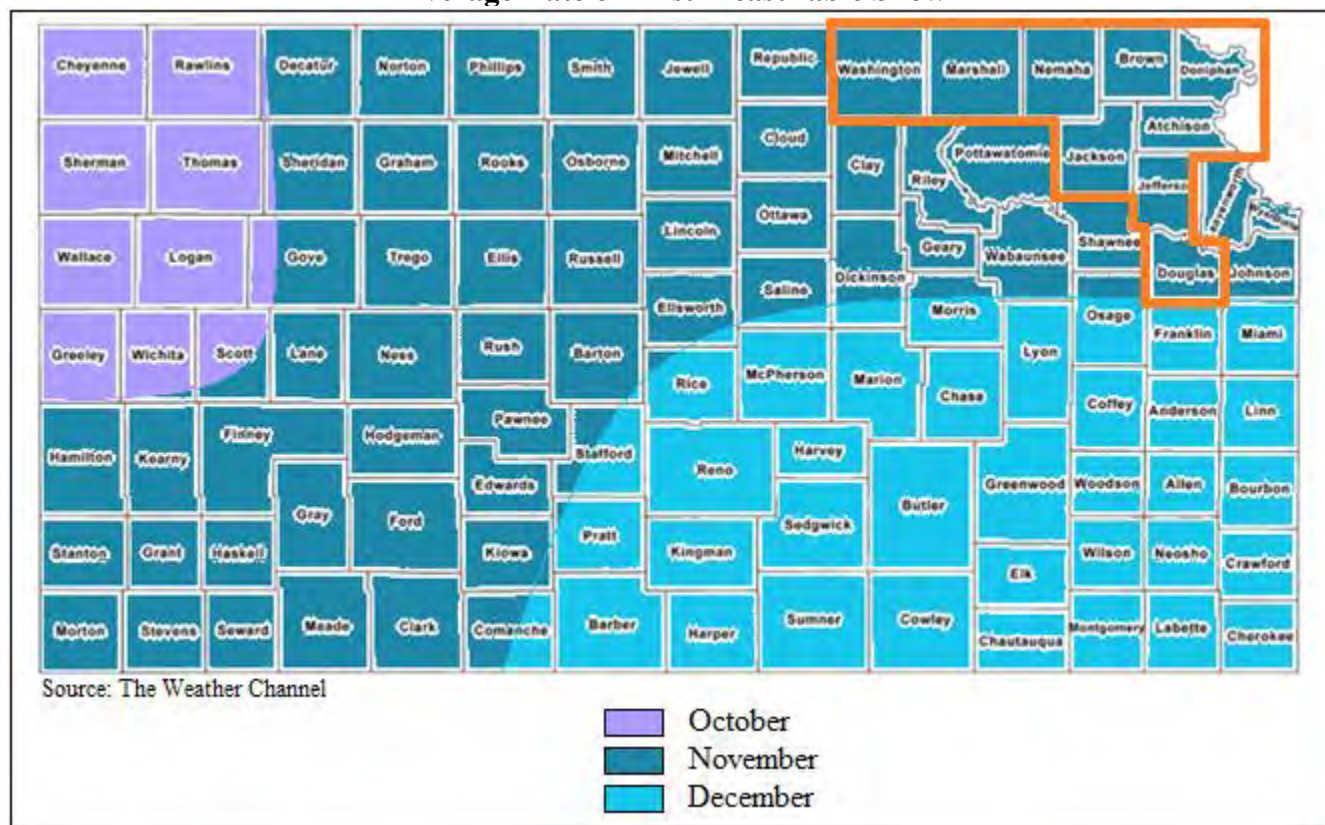 Cheyenne Rawlins Decatur Norton Phillips Smith Jewell Republic Washington Marshall Nemaha Brown Doniphan
Sherman Thomas Sheridan Graham Rooks Osborne Mitchell Cloud Clay Riley Pottawatomie Jackson Atchison Jefferson Leavenworth Wyandotte
Wallace Logan Gove Trego Ellis Russell Lincoln Ottawa Dickinson Geary Wabaunsee Shawnee Douglas Johnson
Greeley Wichita Scott Lane Ness Rush Barton Ellsworth Saline Morris Osage Franklin Miami
Rice McPherson Marion Chase Lyon Coffey Anderson Linn
Hamilton Kearny Finney Hodgeman Pawnee Stafford Reno Harvey
Gray Ford Edwards Sedgwick Butler Greenwood Woodson Allen Bourbon
Stanton Grant Haskell Kiowa Pratt Kingman Elk Wilson Neosho Crawford
Morton Stevens Seward Meade Clark Comanche Barber Harper Sumner Cowley Chautauqua Montgomery Labette Cherokee
Source: The Weather Channel
October
November
December